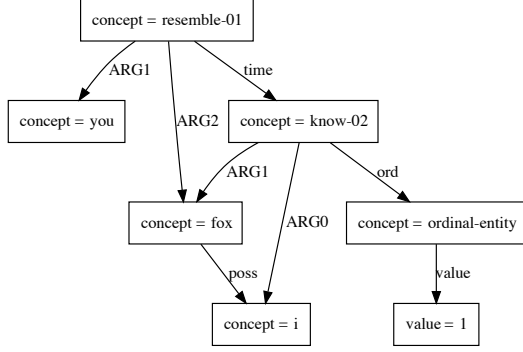 concept = resemble-01
ARG1
time
concept = you
ARG2
concept = know-02
ARG1
ord
concept = fox
ARG0
concept = ordinal-entity
poss
value
concept = i
value = 1